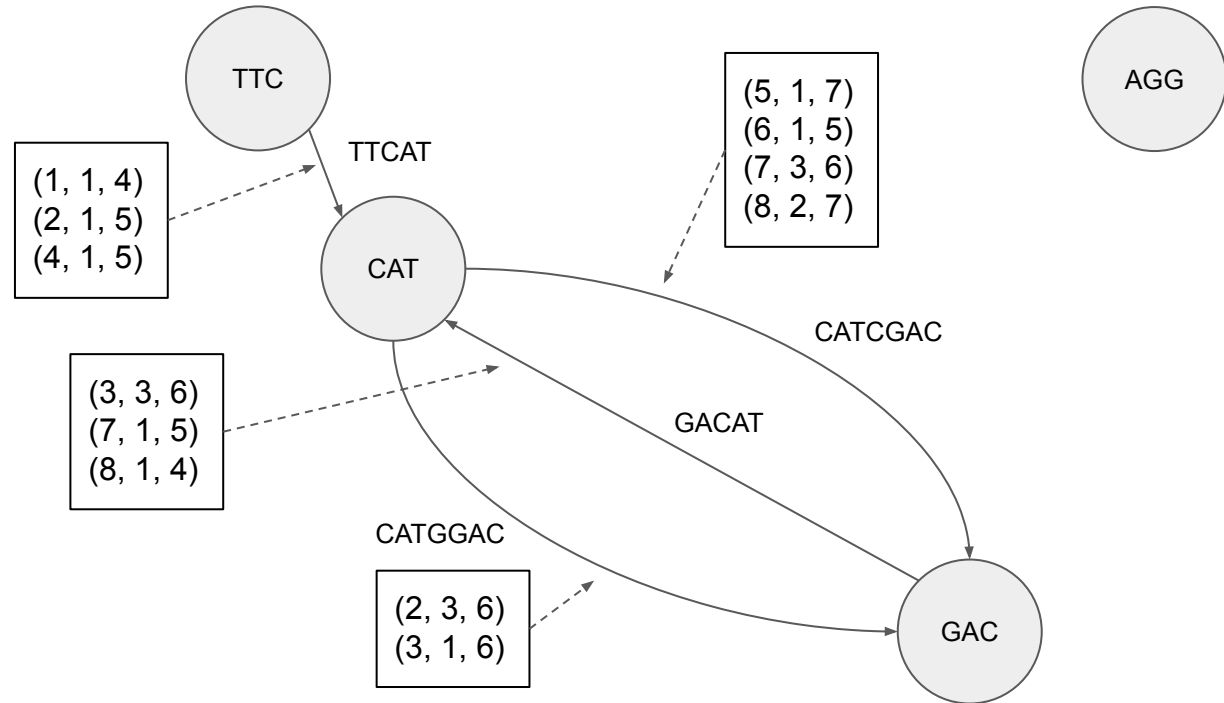 TTC
AGG
(5, 1, 7)
(6, 1, 5)
(7, 3, 6)
(8, 2, 7)
TTCAT
(1, 1, 4)
(2, 1, 5)
(4, 1, 5)
CAT
CATCGAC
(3, 3, 6)
(7, 1, 5)
(8, 1, 4)
GACAT
CATGGAC
(2, 3, 6)
(3, 1, 6)
GAC